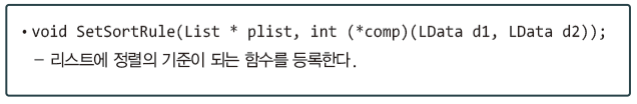 • void SetSortRule(List * plist, int (*comp)(LData d1, LData d2));
– 리스트에 정렬의 기준이 되는 함수를 등록한다.